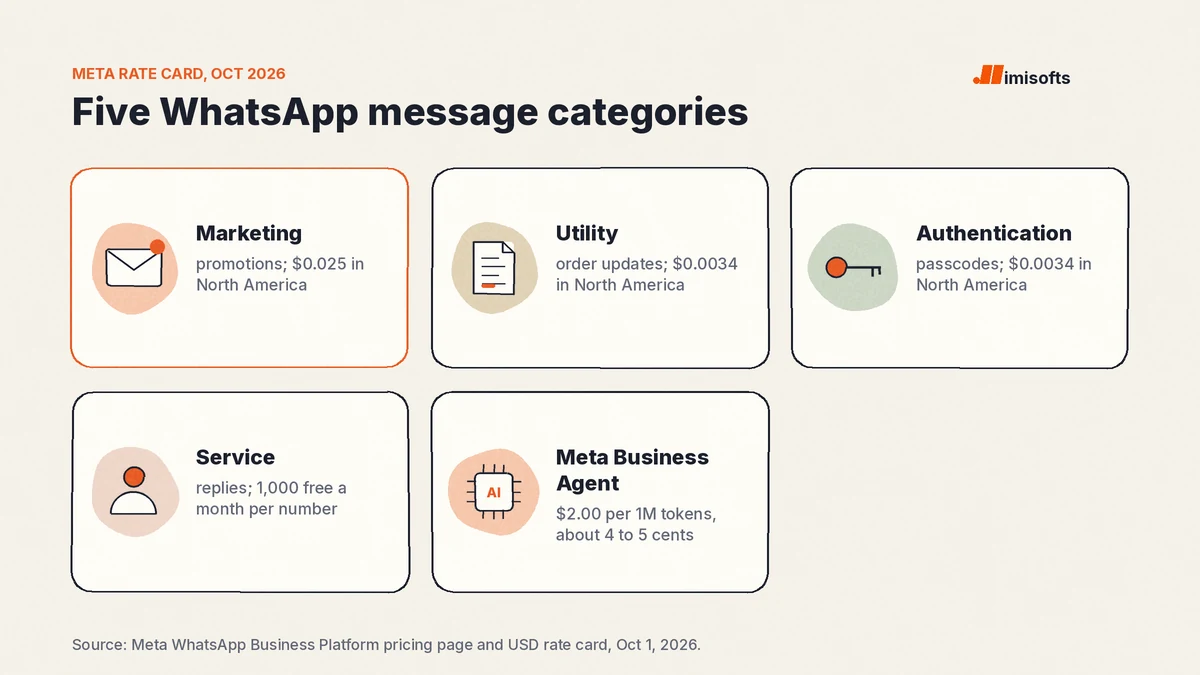 META RATE CARD, OCT 2026
imisofts
Five WhatsApp message categories
Marketing
promotions; $0.025 in
North America
Utility
order updates; $0.0034
in North America
Authentication
passcodes; $0.0034 in
North America
Service
replies; 1,000 free a
month per number
AI
Meta Business
Agent
$2.00 per 1M tokens,
about 4 to 5 cents
Source: Meta WhatsApp Business Platform pricing page and USD rate card, Oct 1, 2026.